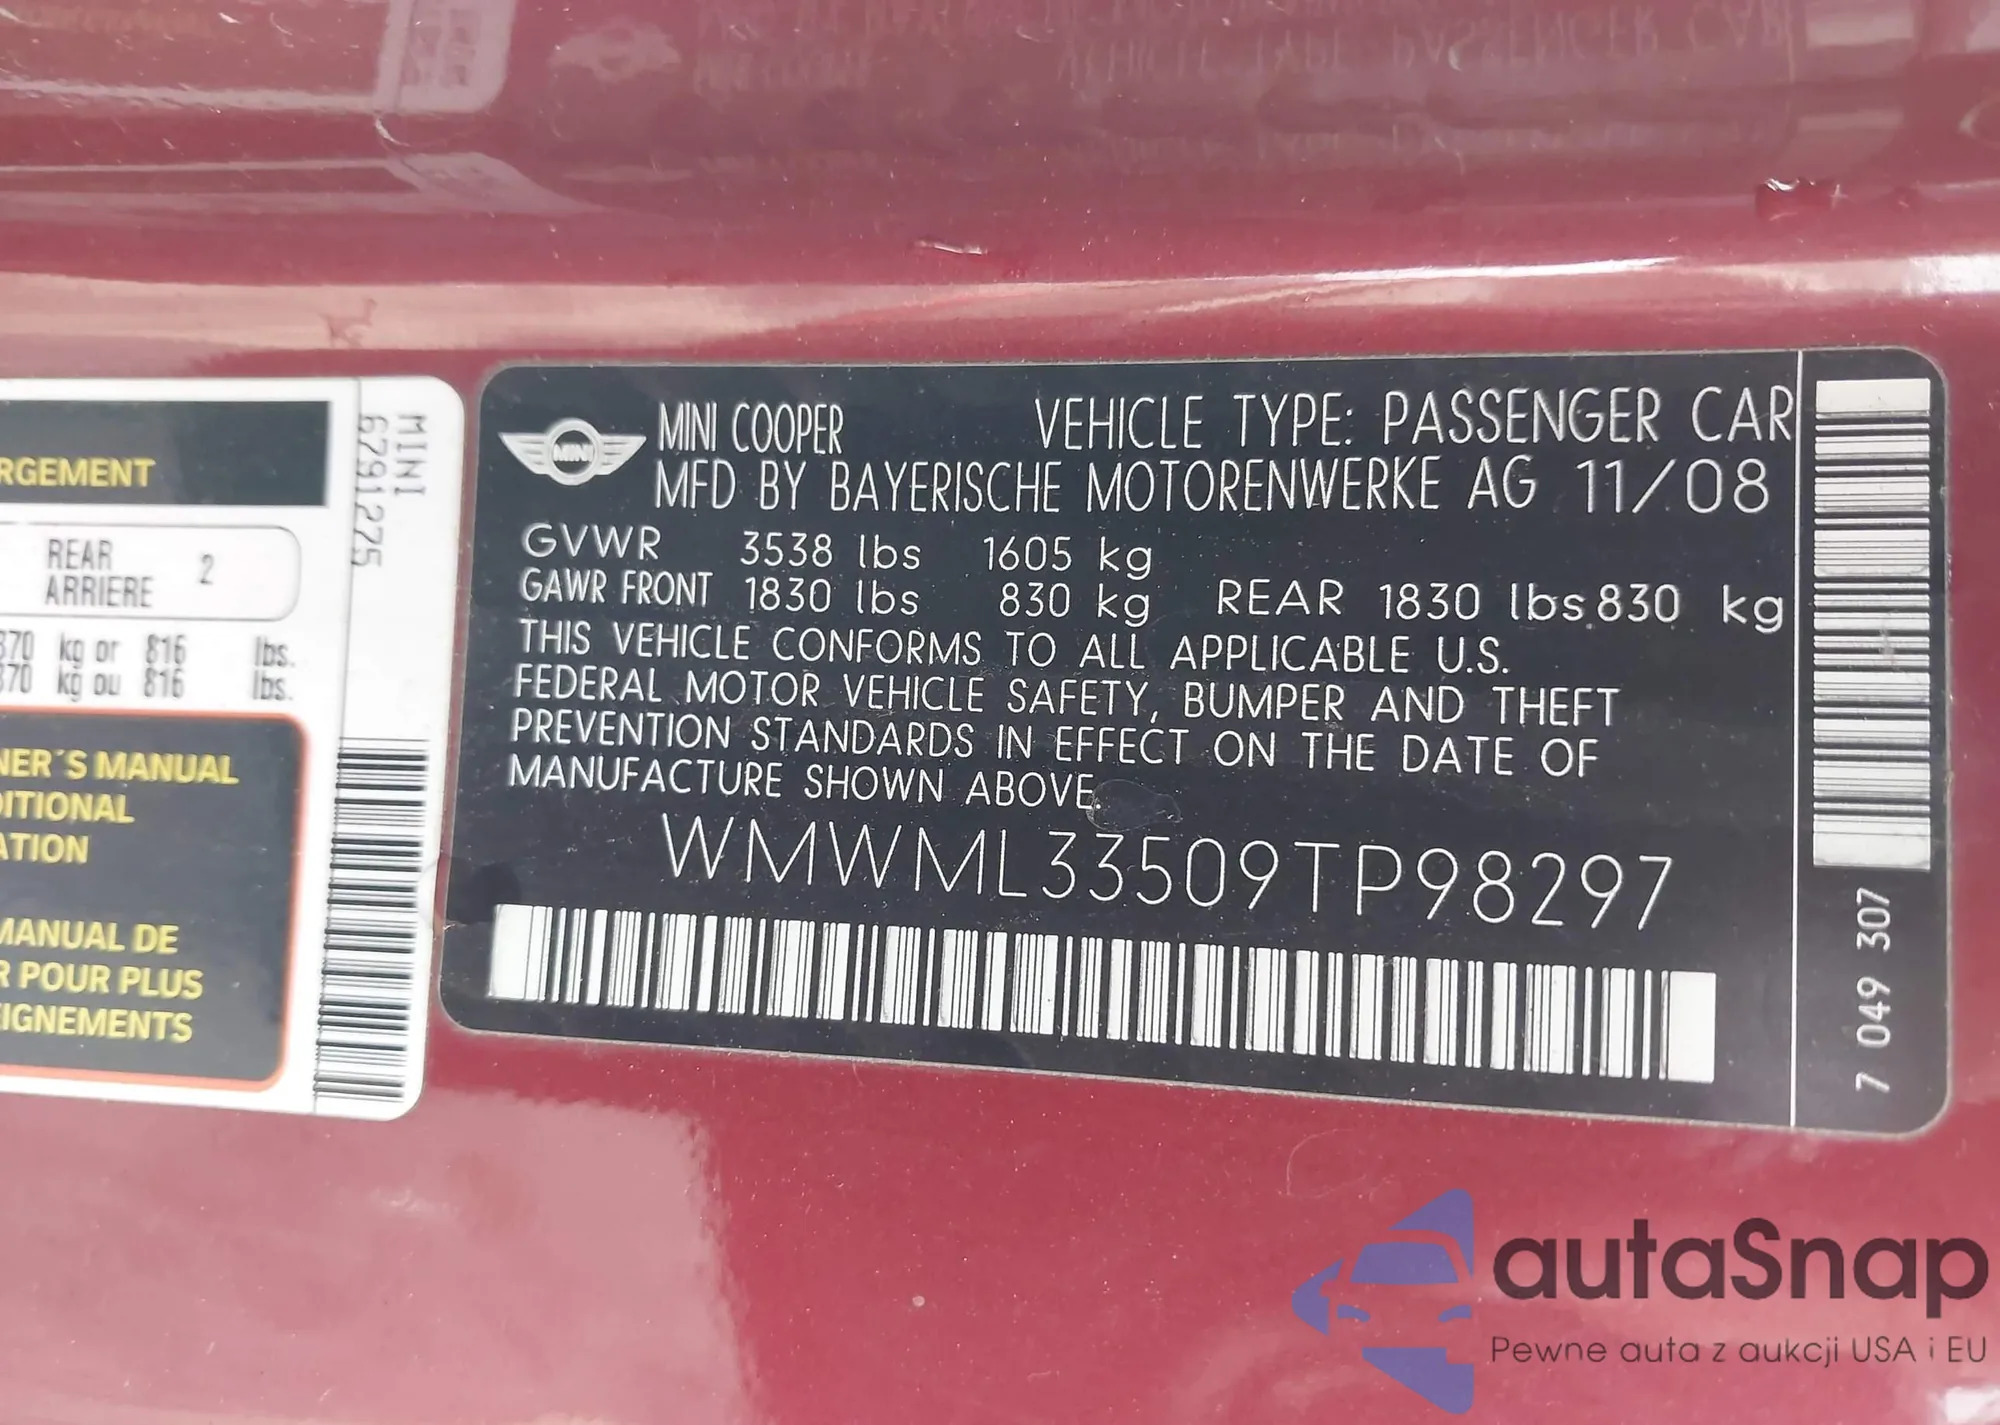 RGEMENT
REAR 2
ARRIERE
870 kg or 816 lbs.
870 kg ou 816 lbs.
NER´S MANUAL
DITIONAL
ATION
MANUAL DE
R POUR PLUS
EIGNEMENTS
MINI
6791275
MINI
MINI COOPER VEHICLE TYPE: PASSENGER CAR
MFD BY BAYERISCHE MOTORENWERKE AG 11/08
GVWR 3538 lbs 1605 kg
GAWR FRONT 1830 lbs 830 kg REAR 1830 lbs 830 kg
THIS VEHICLE CONFORMS TO ALL APPLICABLE U.S.
FEDERAL MOTOR VEHICLE SAFETY, BUMPER AND THEFT
PREVENTION STANDARDS IN EFFECT ON THE DATE OF
MANUFACTURE SHOWN ABOVE.
WMWML33509TP98297
7 049 307
autaSnap
Pewne auta z aukcji USA i EU